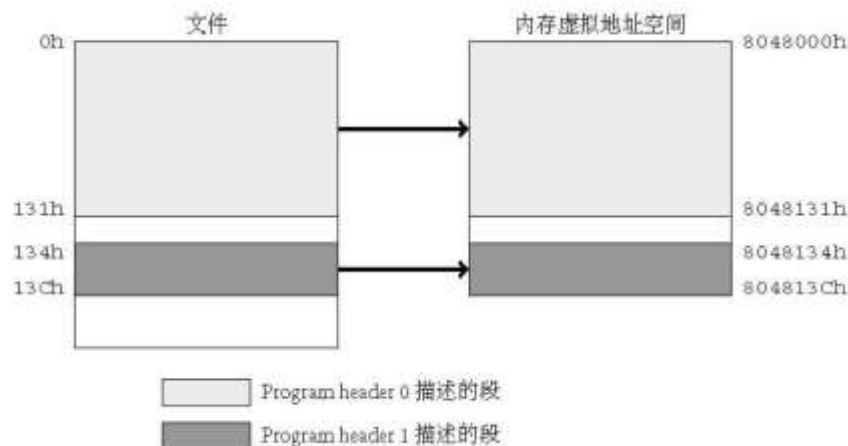 文件
内存虚拟地址空间
0h
8048000h
131h
8048131h
134h
8048134h
13Ch
804813Ch
Program header 0 描述的段
Program header 1 描述的段